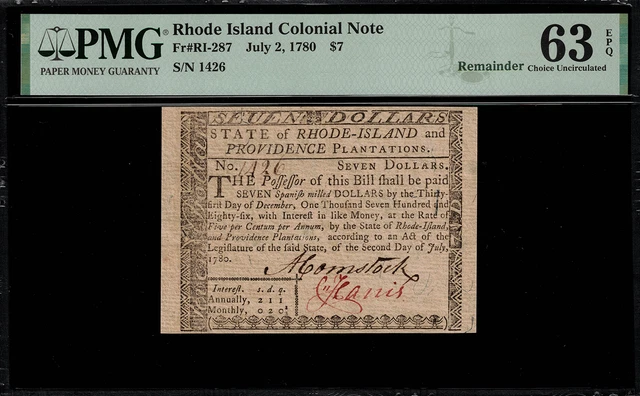 PMG
PAPER MONEY GUARANTY
Rhode Island Colonial Note
Fr#RI-287 July 2, 1780 $7
S/N 1426
Remainder
63 EPQ
Choice Uncirculated
SEVEN DOLLARS
STATE of RHODE-ISLAND and
PROVIDENCE PLANTATIONS.
No. 1426 SEVEN DOLLARS.
THE Poſſeſſor of this Bill ſhall be paid
SEVEN Spaniſh milled DOLLARS by the Thirty-
firſt Day of December, One Thouſand Seven Hundred and
Eighty-ſix, with Intereſt in like Money, at the Rate of
Five per Centum per Annum, by the State of Rhode-Iſland,
and Providence Plantations, according to an Act of the
Legiſlature of the ſaid State, of the Second Day of July,
1780.
A Comstock
Harris
Intereſt. s. d. q.
Annually, 2 1 1
Monthly, 0 2 0